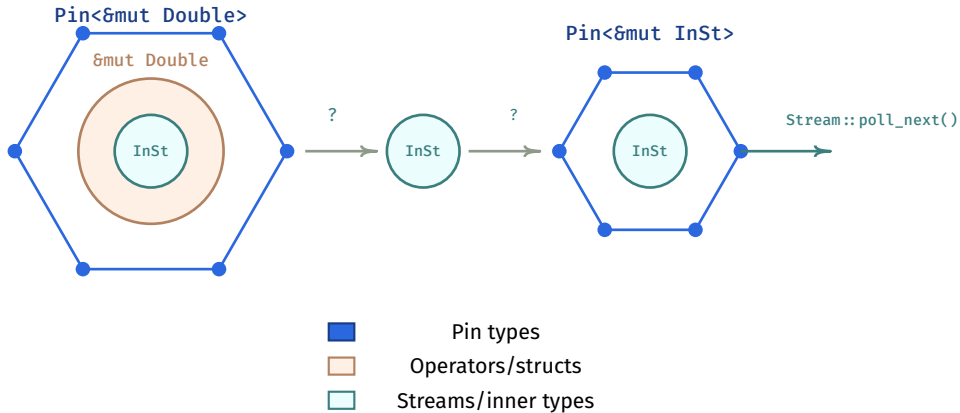 Pin<&mut Double>
&mut Double
InSt
?
InSt
?
Pin<&mut InSt>
InSt
Stream::poll_next()
Pin types
Operators/structs
Streams/inner types